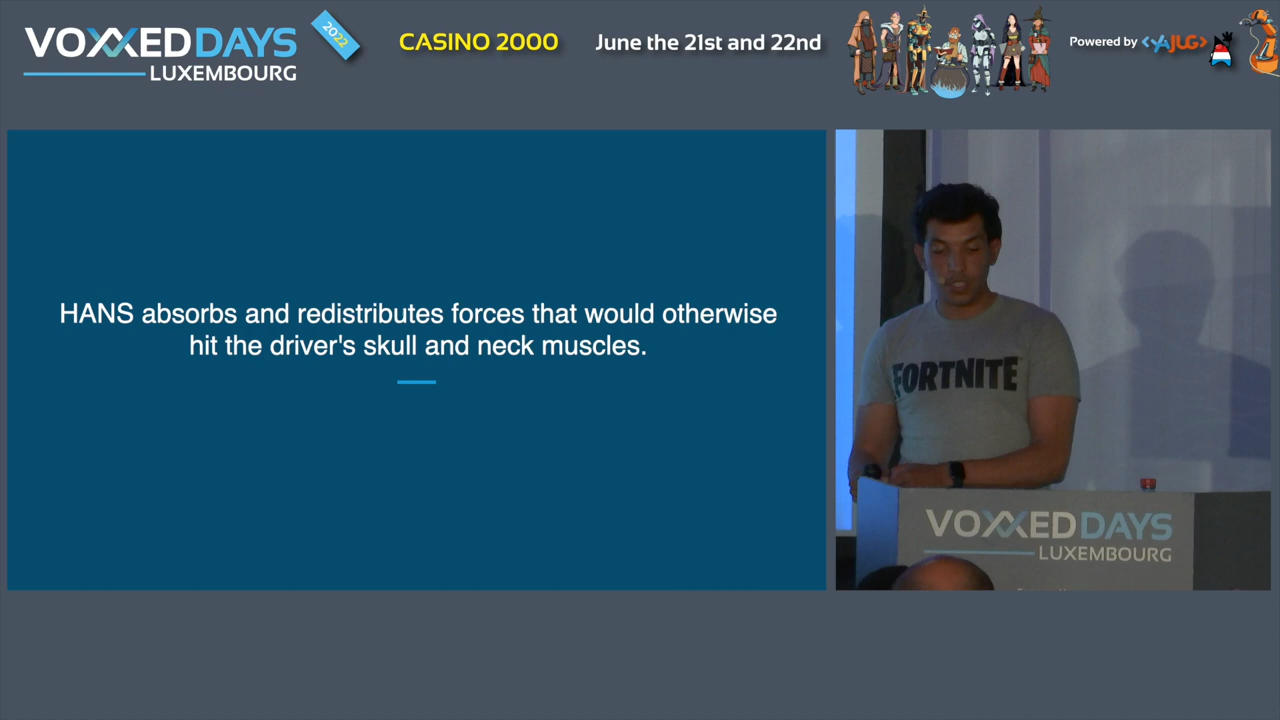 VOXXEDDAYS
LUXEMBOURG
2022
CASINO 2000
June the 21st and 22nd
Powered by <YAJUG>
HANS absorbs and redistributes forces that would otherwise
hit the driver's skull and neck muscles.
FORTNITE
VOXXEDDAYS
LUXEMBOURG